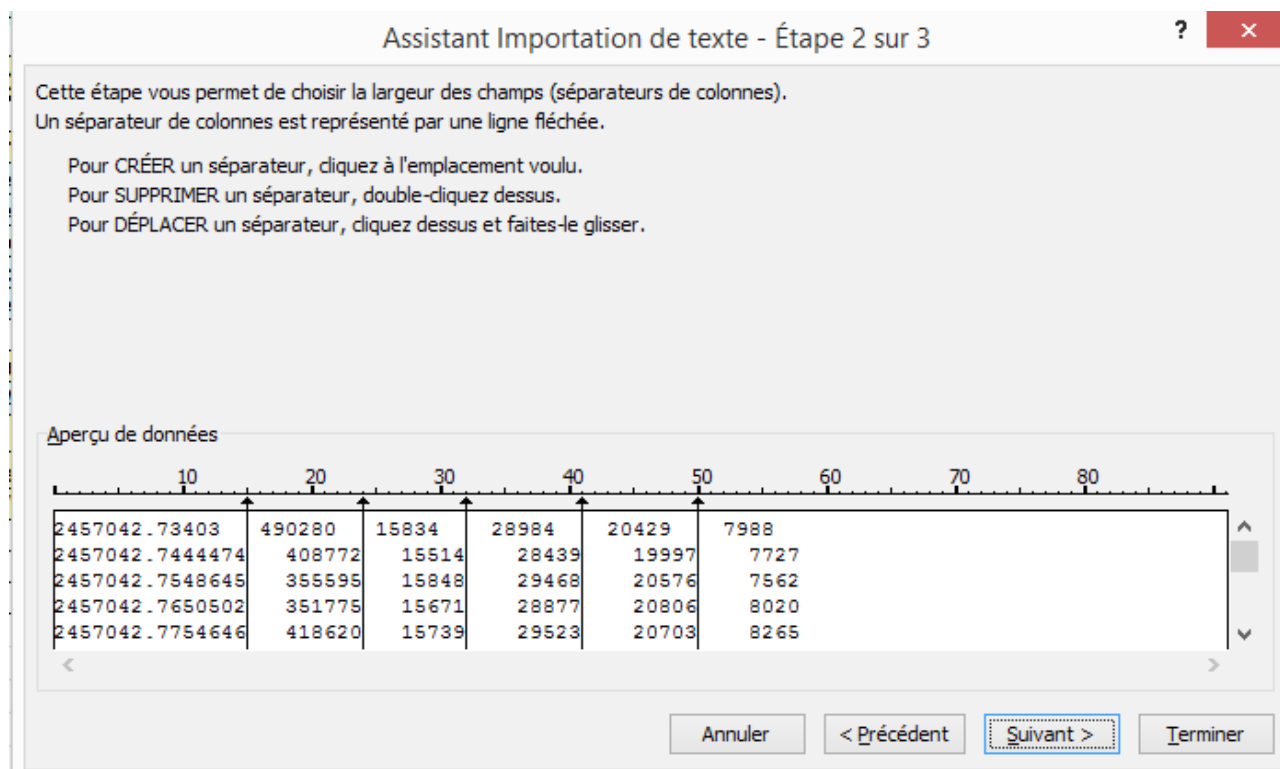 Assistant Importation de texte - Étape 2 sur 3 ?
Cette étape vous permet de choisir la largeur des champs (séparateurs de colonnes).
Un séparateur de colonnes est représenté par une ligne fléchée.
Pour CRÉER un séparateur, cliquez à l'emplacement voulu.
Pour SUPPRIMER un séparateur, double-cliquez dessus.
Pour DÉPLACER un séparateur, cliquez dessus et faites-le glisser.
Aperçu de données
10 20 30 40 50 60 70 80
2457042.73403 490280 15834 28984 20429 7988
2457042.7444474 408772 15514 28439 19997 7727
2457042.7548645 355595 15848 29468 20576 7562
2457042.7650502 351775 15671 28877 20806 8020
2457042.7754646 418620 15739 29523 20703 8265
Annuler < Précédent Suivant > Terminer